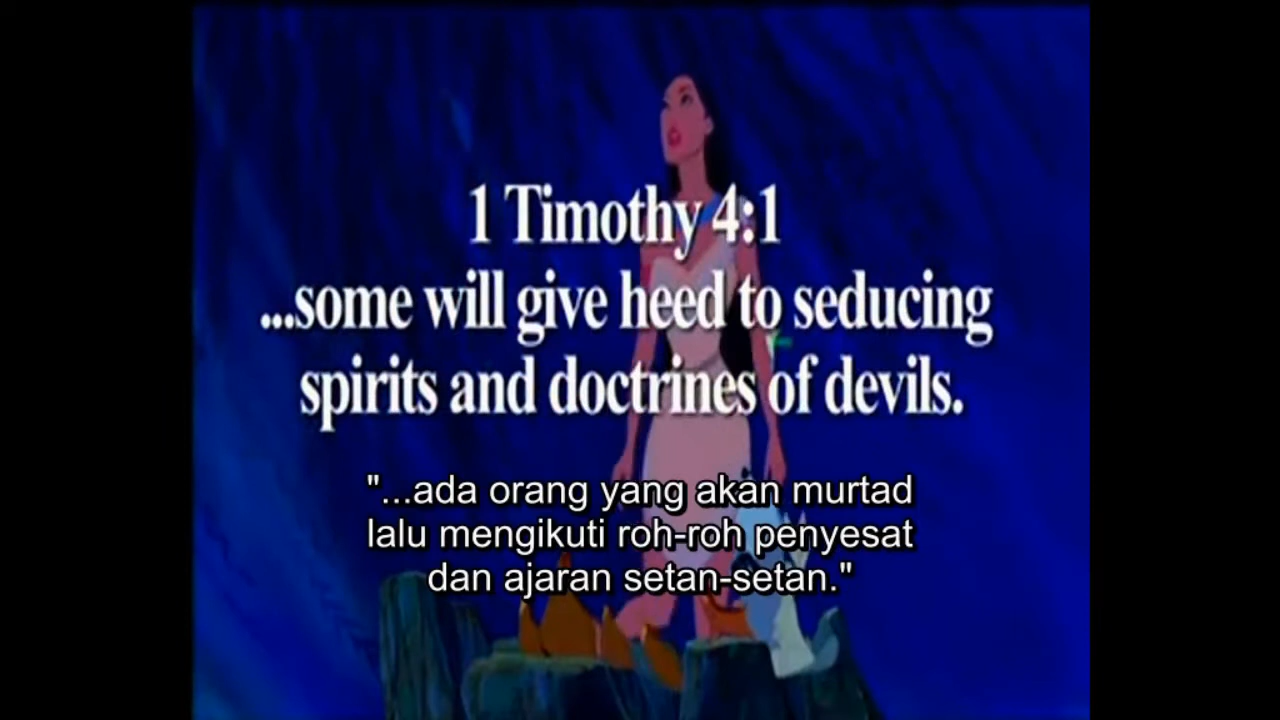 1 Timothy 4:1
...some will give heed to seducing
spirits and doctrines of devils.
"...ada orang yang akan murtad
lalu mengikuti roh-roh penyesat
dan ajaran setan-setan."